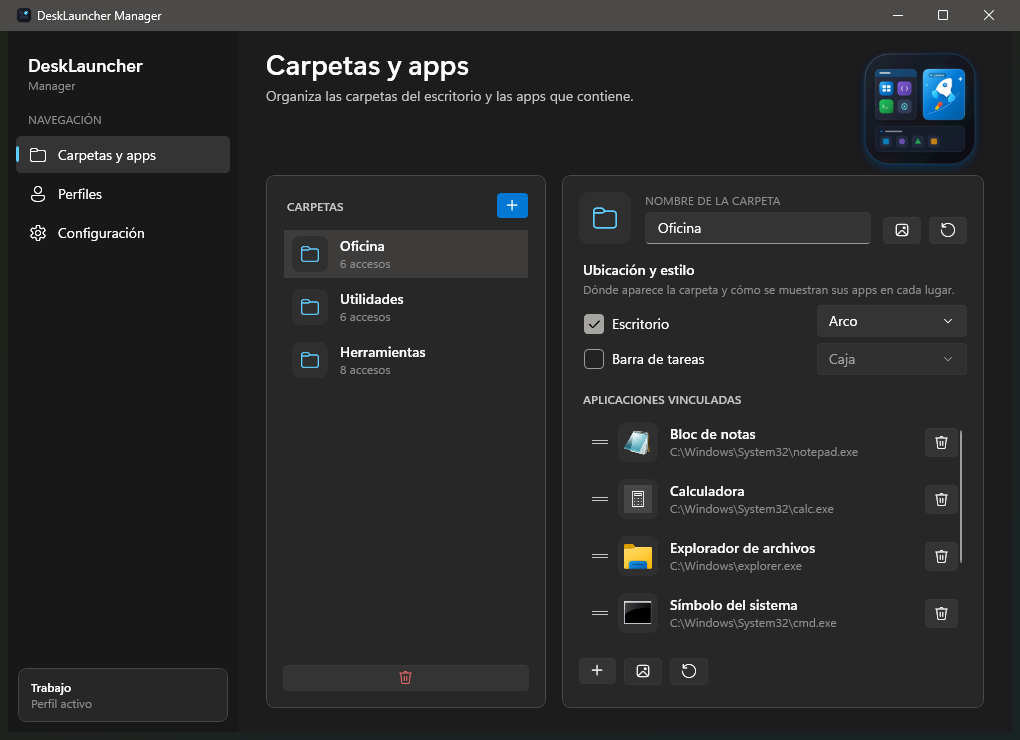 DeskLauncher Manager
DeskLauncher
Manager
NAVEGACIÓN
Carpetas y apps
Perfiles
Configuración
Trabajo
Perfil activo
Carpetas y apps
Organiza las carpetas del escritorio y las apps que contiene.
CARPETAS
Oficina
6 accesos
Utilidades
6 accesos
Herramientas
8 accesos
NOMBRE DE LA CARPETA
Oficina
Ubicación y estilo
Dónde aparece la carpeta y cómo se muestran sus apps en cada lugar.
Escritorio
Arco
Barra de tareas
Caja
APLICACIONES VINCULADAS
Bloc de notas
C:\Windows\System32\notepad.exe
Calculadora
C:\Windows\System32\calc.exe
Explorador de archivos
C:\Windows\explorer.exe
Símbolo del sistema
C:\Windows\System32\cmd.exe